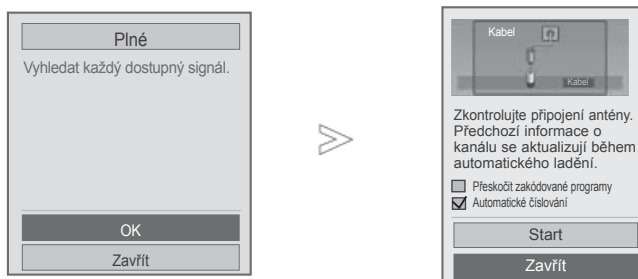 Plné
Vyhledat každý dostupný signál.
OK
Zavřít
Kabel
Kabel
Zkontrolujte připojení antény.
Předchozí informace o
kanálu se aktualizují během
automatického ladění.
Přeskočit zakódované programy
Automatické číslování
Start
Zavřít